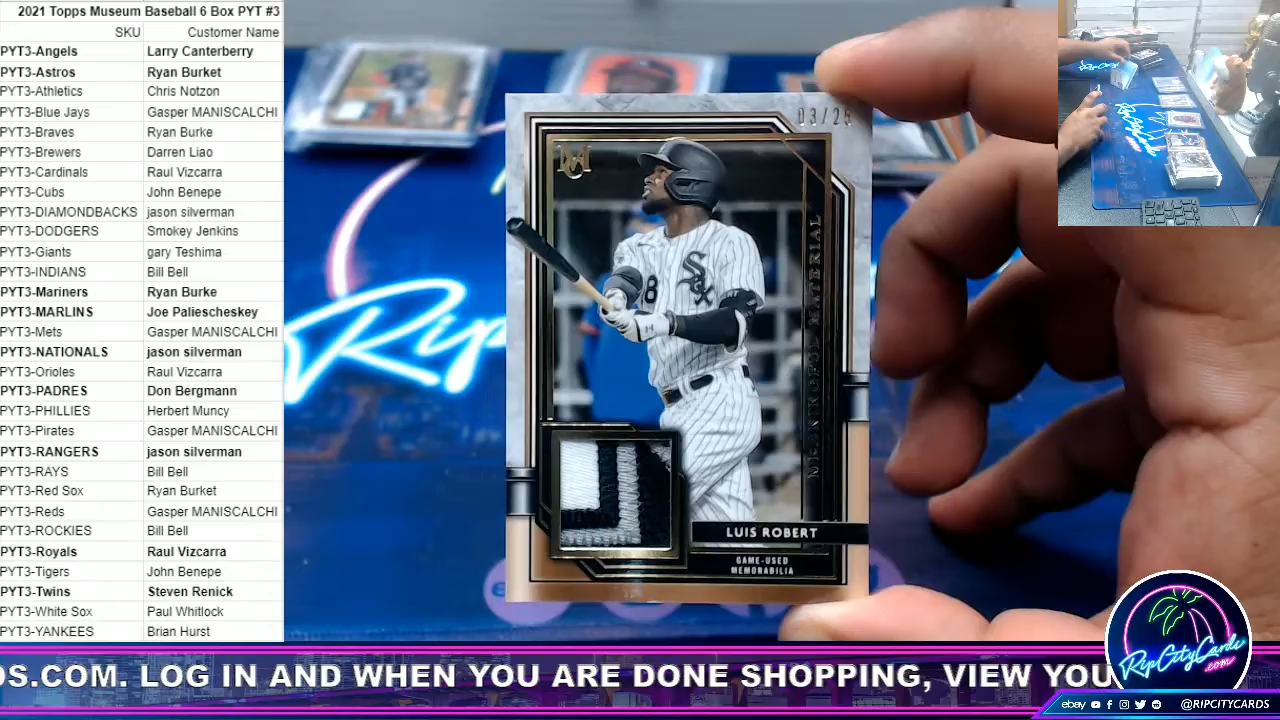 2021 Topps Museum Baseball 6 Box PYT #3
SKU Customer Name
PYT3-Angels Larry Canterberry
PYT3-Astros Ryan Burket
PYT3-Athletics Chris Notzon
PYT3-Blue Jays Gasper MANISCALCHI
PYT3-Braves Ryan Burke
PYT3-Brewers Darren Liao
PYT3-Cardinals Raul Vizcarra
PYT3-Cubs John Benepe
PYT3-DIAMONDBACKS jason silverman
PYT3-DODGERS Smokey Jenkins
PYT3-Giants gary Teshima
PYT3-INDIANS Bill Bell
PYT3-Mariners Ryan Burke
PYT3-MARLINS Joe Paliescheskey
PYT3-Mets Gasper MANISCALCHI
PYT3-NATIONALS jason silverman
PYT3-Orioles Raul Vizcarra
PYT3-PADRES Don Bergmann
PYT3-PHILLIES Herbert Muncy
PYT3-Pirates Gasper MANISCALCHI
PYT3-RANGERS jason silverman
PYT3-RAYS Bill Bell
PYT3-Red Sox Ryan Burket
PYT3-Reds Gasper MANISCALCHI
PYT3-ROCKIES Bill Bell
PYT3-Royals Raul Vizcarra
PYT3-Tigers John Benepe
PYT3-Twins Steven Renick
PYT3-White Sox Paul Whitlock
PYT3-YANKEES Brian Hurst
03/25
Sox
8
MEANINGFUL MATERIAL
LUIS ROBERT
GAME-USED
MEMORABILIA
Rip
DS.COM. LOG IN AND WHEN YOU ARE DONE SHOPPING, VIEW YOU
RipCityCards
.com
ebay @RIPCITYCARDS